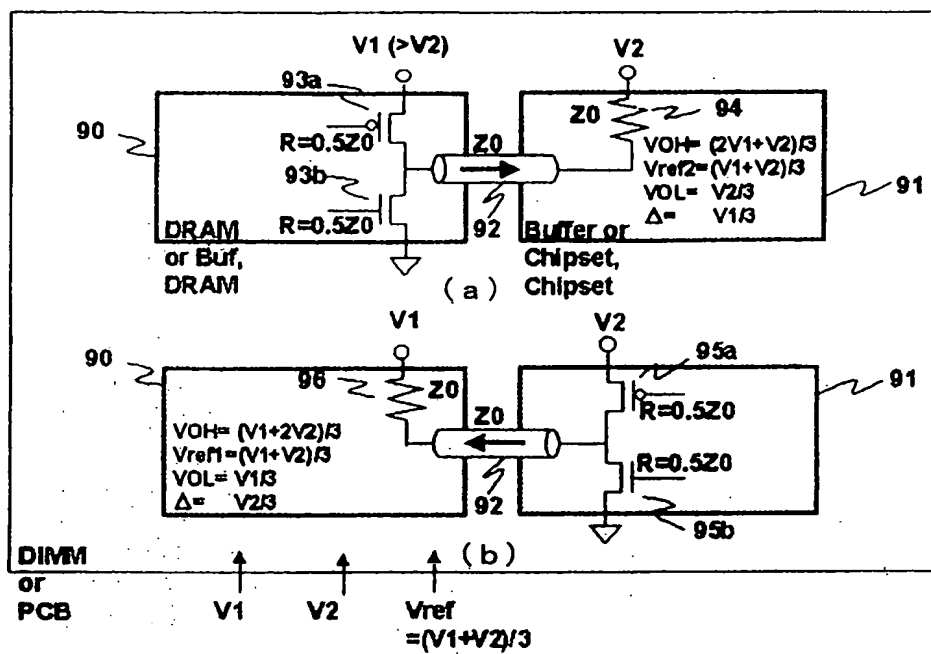 V1 (>V2)
V2
93a
90
R=0.5Z0
Z0
Z0
94
93b
R=0.5Z0
VOH= (2V1+V2)/3
Vref2=(V1+V2)/3
VOL= V2/3
Δ= V1/3
91
92
DRAM
or Buf,
DRAM
Buffer or
Chipset,
Chipset
(a)
V1
V2
90
96
Z0
Z0
95a
91
R=0.5Z0
VOH= (V1+2V2)/3
Vref1=(V1+V2)/3
VOL= V1/3
Δ= V2/3
R=0.5Z0
92
95b
(b)
DIMM
or
PCB
V1
V2
Vref
=(V1+V2)/3